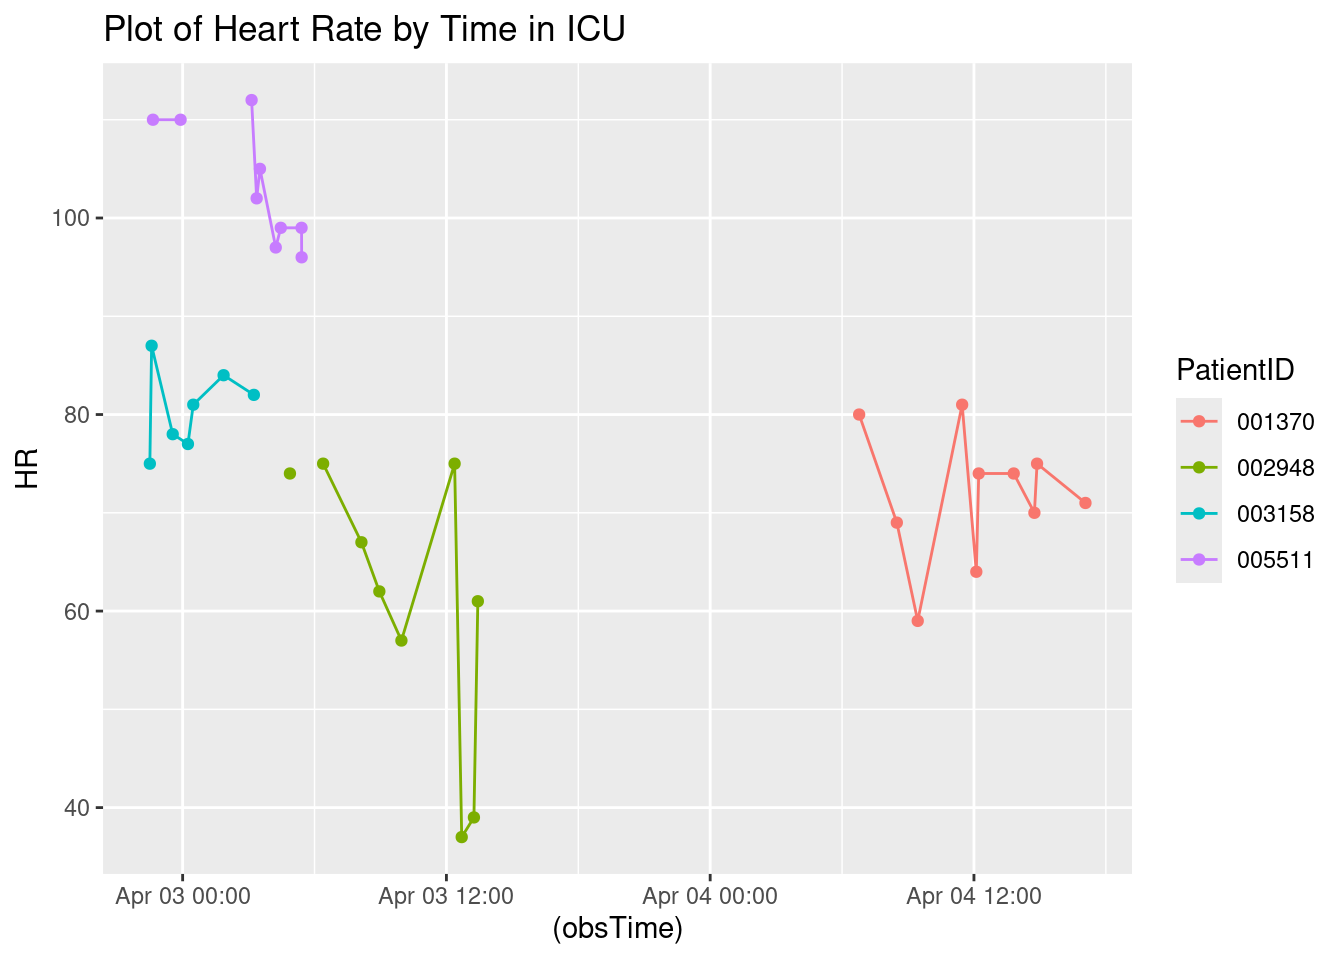 Plot of Heart Rate by Time in ICU
HR
100
80
60
40
Apr 03 00:00
Apr 03 12:00
Apr 04 00:00
Apr 04 12:00
(obsTime)
PatientID
001370
002948
003158
005511